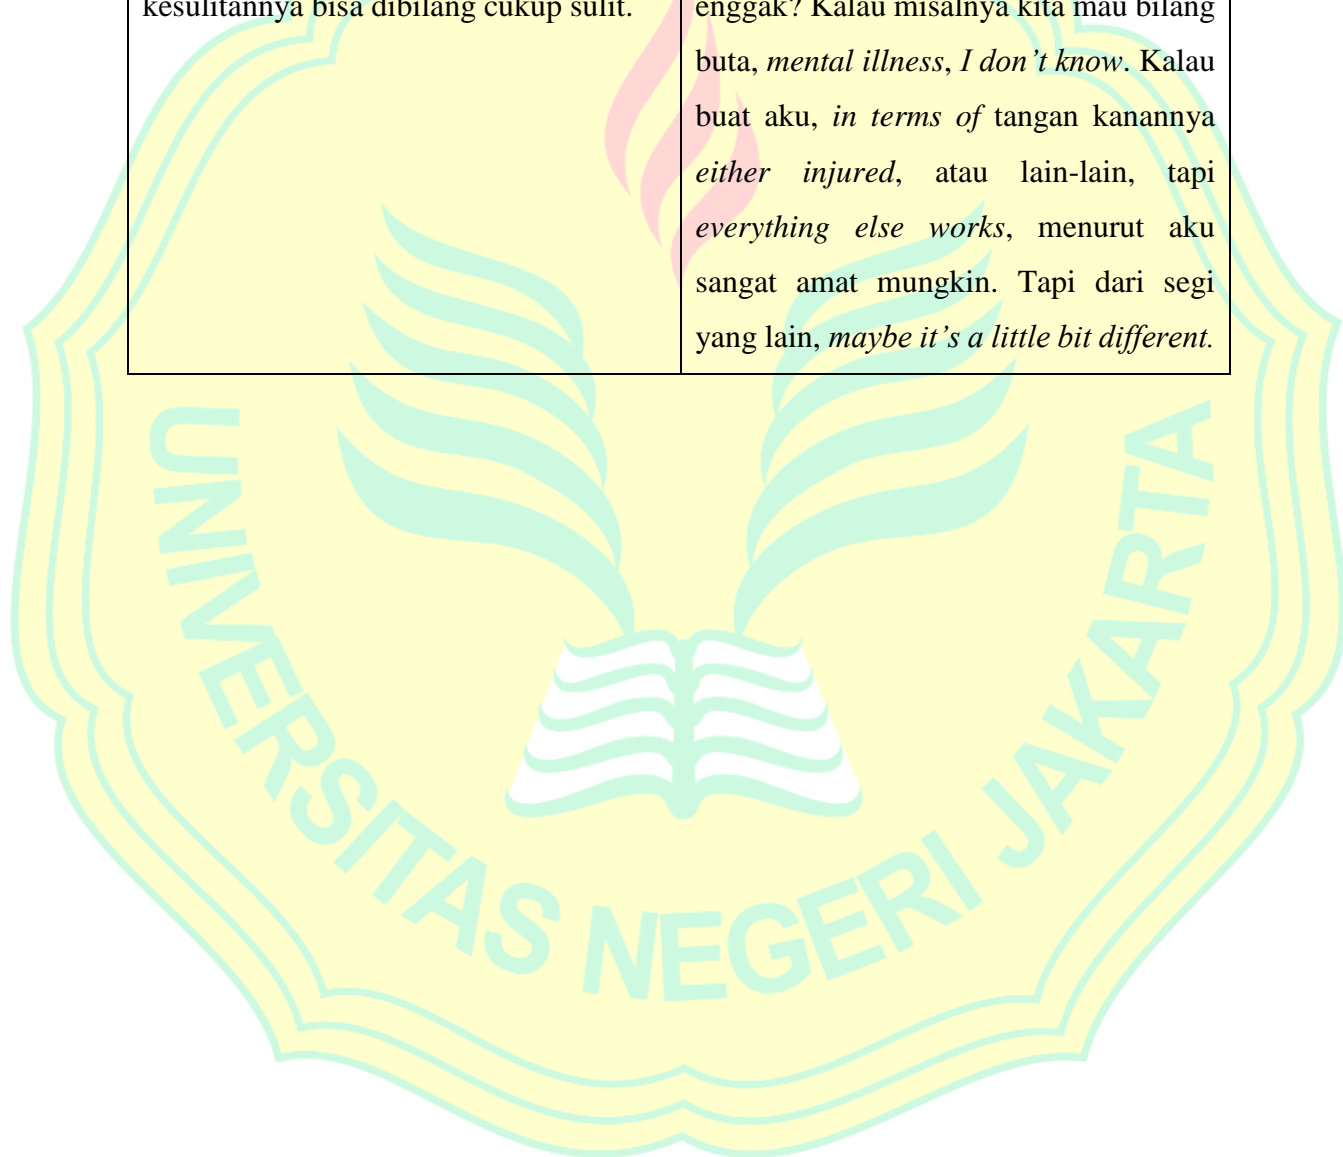 kesulitannya bisa dibilang cukup sulit.
enggak? Kalau misalnya kita mau bilang
buta, mental illness, I don’t know. Kalau
buat aku, in terms of tangan kanannya
either injured, atau lain-lain, tapi
everything else works, menurut aku
sangat amat mungkin. Tapi dari segi
yang lain, maybe it’s a little bit different.
UNIVERSITAS NEGERI JAKARTA